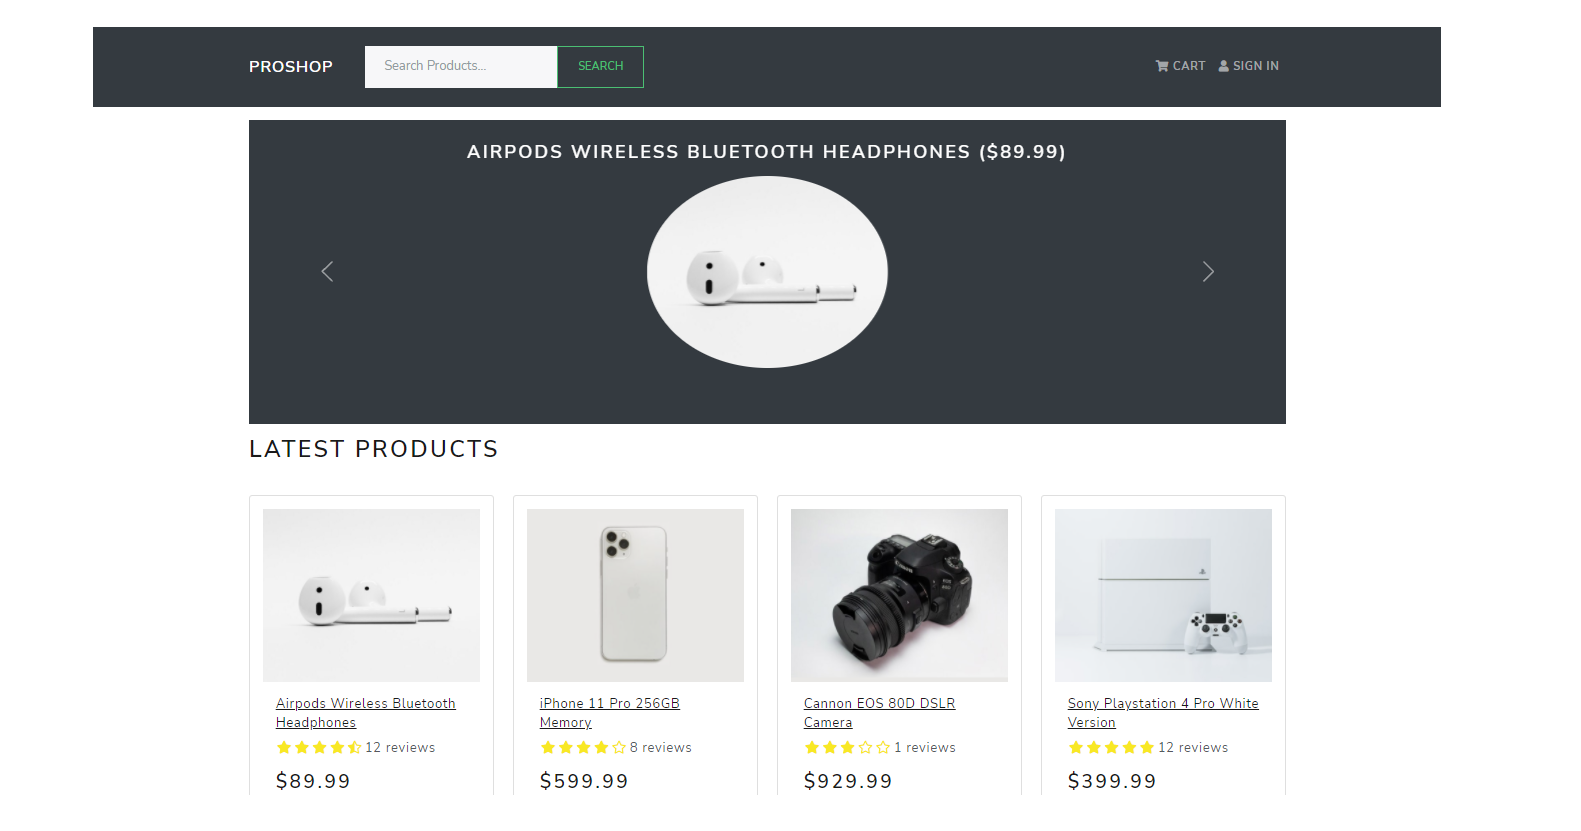 PROSHOP
Search Products...
SEARCH
CART
SIGN IN
AIRPODS WIRELESS BLUETOOTH HEADPHONES ($89.99)
LATEST PRODUCTS
Airpods Wireless Bluetooth
Headphones
12 reviews
$89.99
iPhone 11 Pro 256GB
Memory
8 reviews
$599.99
Canon
Cannon EOS 80D DSLR
Camera
1 reviews
$929.99
Sony Playstation 4 Pro White
Version
12 reviews
$399.99